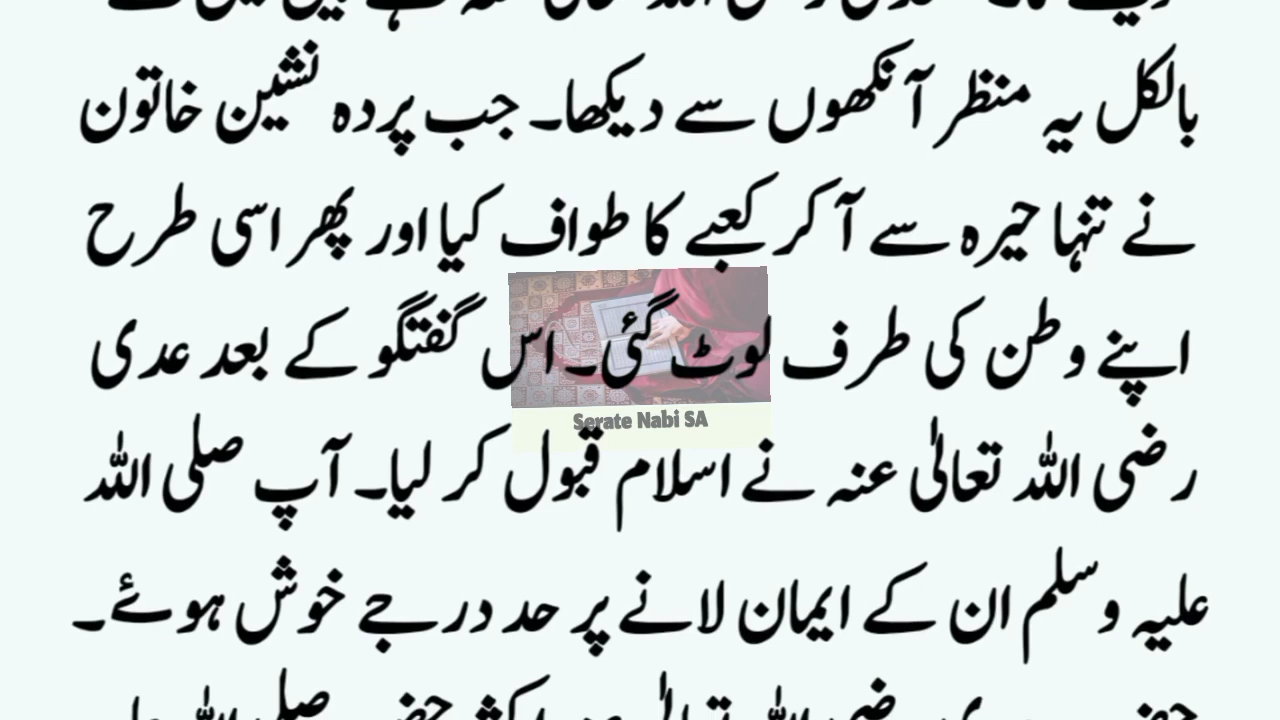 بالکل یہ منظر آنکھوں سے دیکھا۔ جب پردہ نشین خاتون
نے تنہا حیرہ سے آ کر کعبے کا طواف کیا اور پھر اسی طرح
اپنے وطن کی طرف لوٹ گئی۔ اس گفتگو کے بعد عدی
Serate Nabi SA
رضی اللہ تعالٰی عنہ نے اسلام قبول کر لیا۔ آپ صلی اللہ
علیہ وسلم ان کے ایمان لانے پر حد درجے خوش ہوئے۔